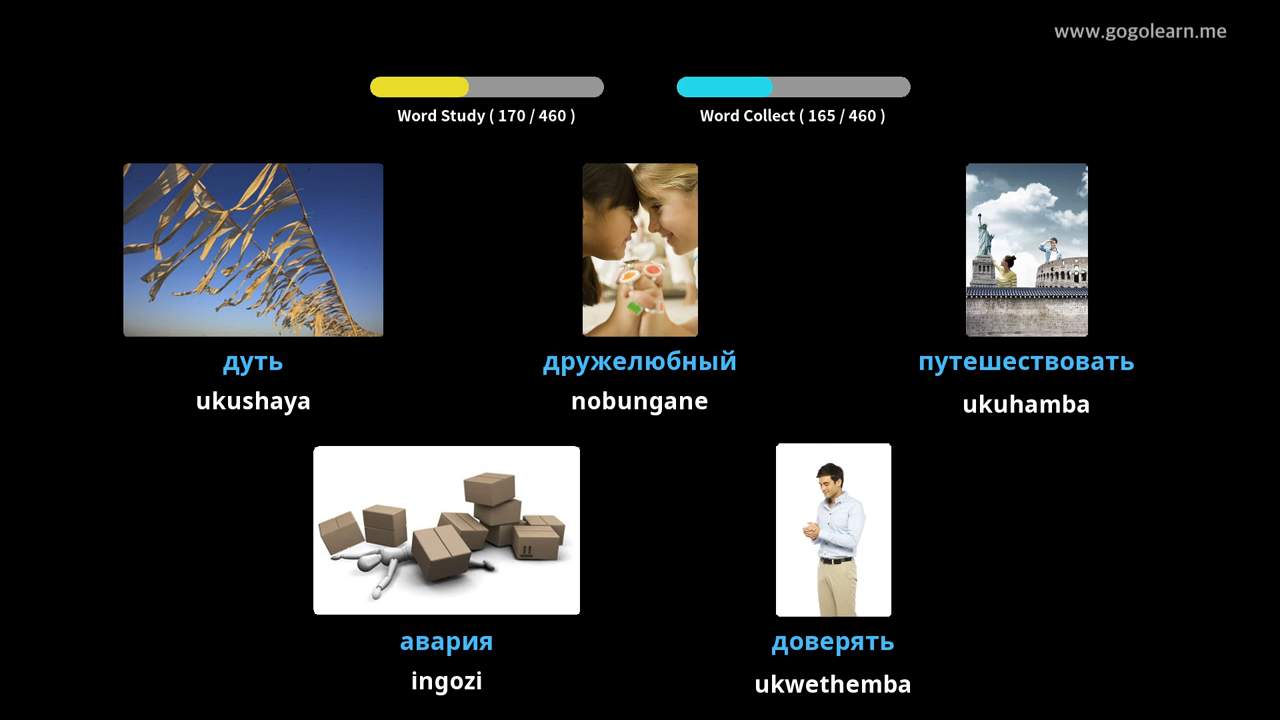 www.gogolearn.me
Word Study ( 170 / 460 )
Word Collect ( 165 / 460 )
дуть
ukushaya
дружелюбный
nobungane
путешествовать
ukuhamba
авария
ingozi
доверять
ukwethemba